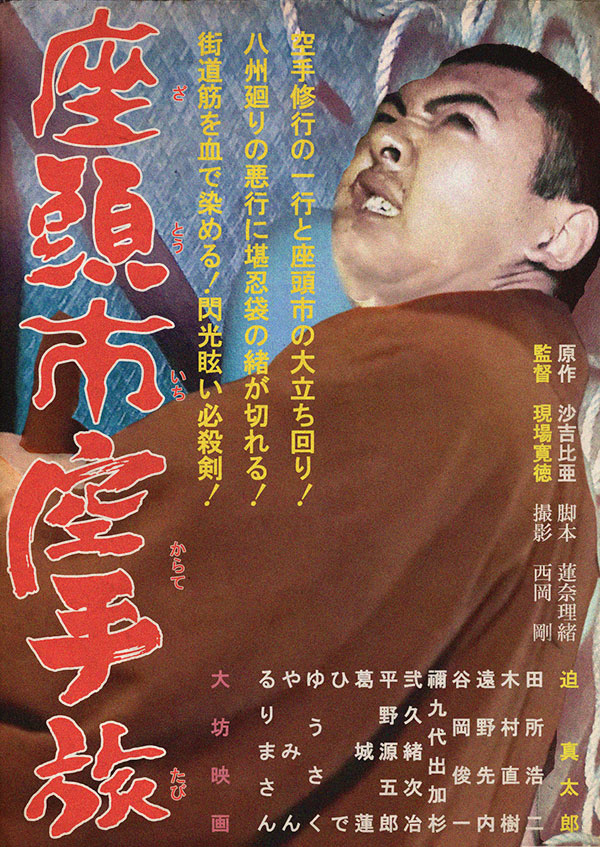 座頭市空手旅
ざとういちからてたび
空手修行の一行と座頭市の大立ち回り！
八州廻りの悪行に堪忍袋の緒が切れる！
街道筋を血で染める！閃光眩い必殺剣！
原作 沙吉比亜 脚本 蓮奈理緒
監督 現場寛徳 撮影 西岡 剛
迫 真太郎
田所浩二
木村直樹
遠野先内
谷岡俊一
禰九代出加杉
弐久緒次冶
平野源五郎
葛城 蓮
ひで
ゆうさく
やみん
るりまさん
大坊映画